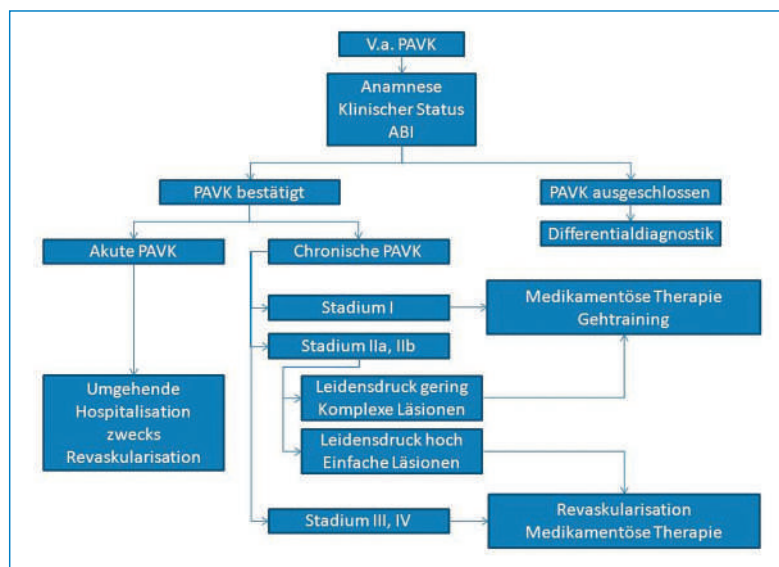 V.a. PAVK
Anamnese
Klinischer Status
ABI
PAVK bestätigt
PAVK ausgeschlossen
Differentialdiagnostik
Akute PAVK
Chronische PAVK
Stadium I
Medikamentöse Therapie
Gehtraining
Stadium IIa, IIb
Umgehende
Hospitalisation
zwecks
Revaskularisation
Leidensdruck gering
Komplexe Läsionen
Leidensdruck hoch
Einfache Läsionen
Stadium III, IV
Revaskularisation
Medikamentöse Therapie